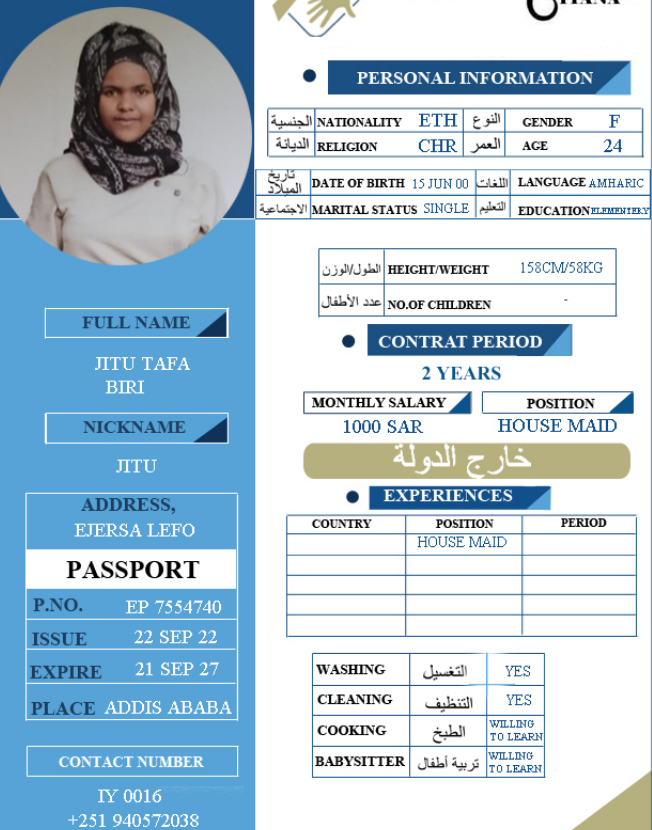 FULL NAME
JITU TAFA
BIRI
NICKNAME
JITU
ADDRESS,
EJERSA LEFO
PASSPORT
P.NO. EP 7554740
ISSUE 22 SEP 22
EXPIRE 21 SEP 27
PLACE ADDIS ABABA
CONTACT NUMBER
IY 0016
+251 940572038
PERSONAL INFORMATION
الجنسية NATIONALITY ETH النوع GENDER F
الديانة RELIGION CHR العمر AGE 24
تاريخ
الميلاد DATE OF BIRTH 15 JUN 00 اللغات LANGUAGE AMHARIC
الاجتماعية MARITAL STATUS SINGLE التعليم EDUCATION ELEMENTERY
الطول/الوزن HEIGHT/WEIGHT 158CM/58KG
عدد الأطفال NO.OF CHILDREN -
CONTRAT PERIOD
2 YEARS
MONTHLY SALARY POSITION
1000 SAR HOUSE MAID
خارج الدولة
EXPERIENCES
COUNTRY POSITION PERIOD
HOUSE MAID
WASHING التغسيل YES
CLEANING التنظيف YES
COOKING الطبخ WILLING
TO LEARN
BABYSITTER تربية أطفال WILLING
TO LEARN